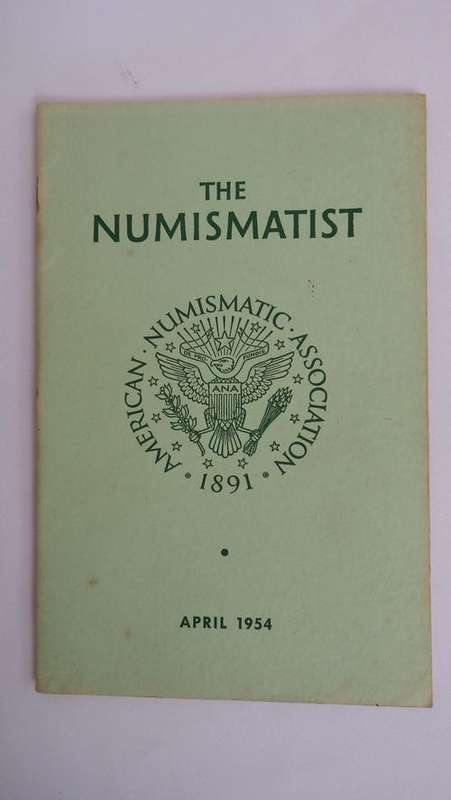 THE
NUMISMATIST
AMERICAN · NUMISMATIC · ASSOCIATION
ANA
1891
APRIL 1954